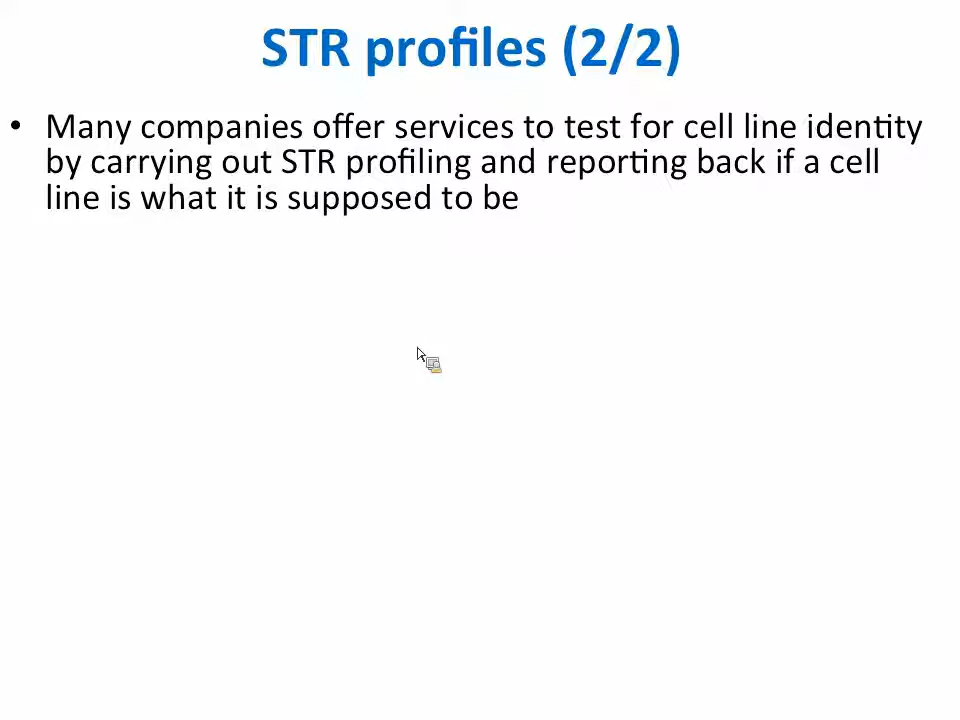 STR profiles (2/2)
• Many companies offer services to test for cell line identity
by carrying out STR profiling and reporting back if a cell
line is what it is supposed to be